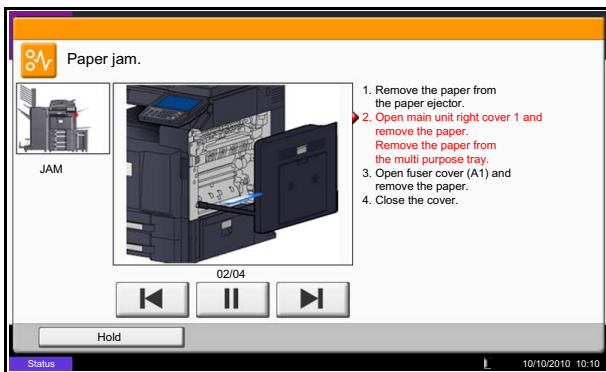 Paper jam.
JAM
1. Remove the paper from
the paper ejector.
2. Open main unit right cover 1 and
remove the paper.
Remove the paper from
the multi purpose tray.
3. Open fuser cover (A1) and
remove the paper.
4. Close the cover.
02/04
Hold
Status
10/10/2010 10:10